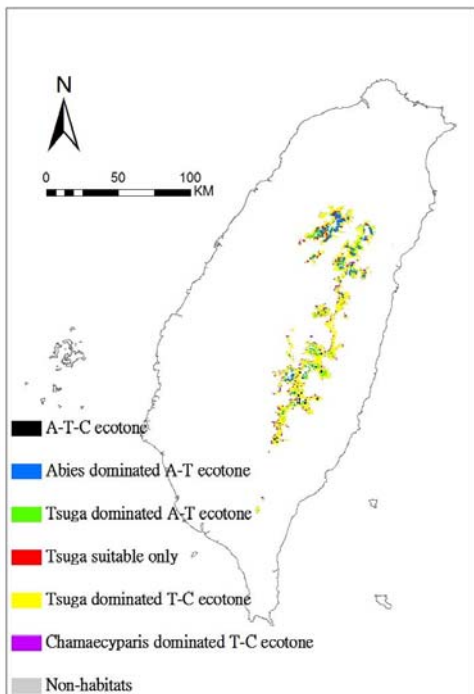 N
0 50 100
KM
A-T-C ecotone
Abies dominated A-T ecotone
Tsuga dominated A-T ecotone
Tsuga suitable only
Tsuga dominated T-C ecotone
Chamaecyparis dominated T-C ecotone
Non-habitats